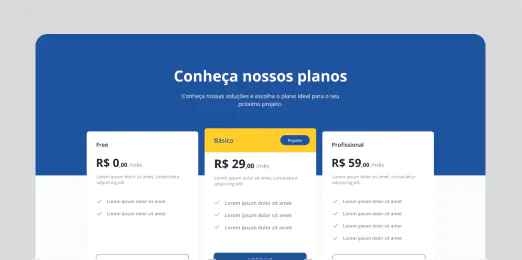 Conheça nossos planos
Conheça nossas soluções e escolha o plano ideal para o seu
próximo projeto.
Free
R$ 0,00 /mês
Lorem ipsum dolor sit amet, consectetur
adipiscing elit
Lorem ipsum dolor sit amet
Lorem ipsum dolor sit amet
Básico
Popular
R$ 29,00 /mês
Lorem ipsum dolor sit amet, consectetur
adipiscing elit
Lorem ipsum dolor sit amet
Lorem ipsum dolor sit amet
Lorem ipsum dolor sit amet
Profissional
R$ 59,00 /mês
Lorem ipsum dolor sit amet, consectetur
adipiscing elit
Lorem ipsum dolor sit amet
Lorem ipsum dolor sit amet
Lorem ipsum dolor sit amet
Lorem ipsum dolor sit amet